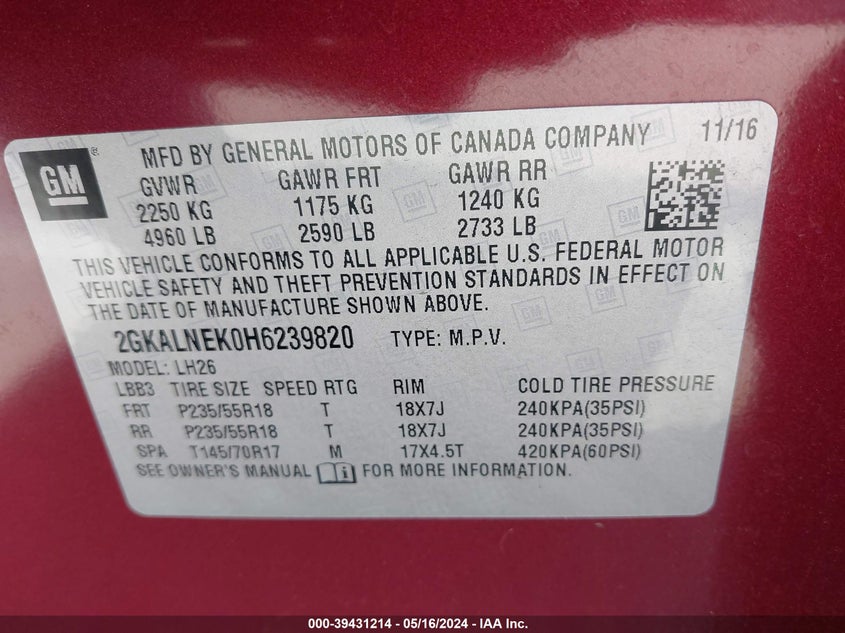 GM
MFD BY GENERAL MOTORS OF CANADA COMPANY 11/16
GVWR GAWR FRT GAWR RR
2250 KG 1175 KG 1240 KG
4960 LB 2590 LB 2733 LB
THIS VEHICLE CONFORMS TO ALL APPLICABLE U.S. FEDERAL MOTOR
VEHICLE SAFETY AND THEFT PREVENTION STANDARDS IN EFFECT ON
THE DATE OF MANUFACTURE SHOWN ABOVE.
2GKALNEK0H6239820 TYPE: M.P.V.
MODEL: LH26
LBB3 TIRE SIZE SPEED RTG RIM COLD TIRE PRESSURE
FRT P235/55R18 T 18X7J 240KPA(35PSI)
RR P235/55R18 T 18X7J 240KPA(35PSI)
SPA T145/70R17 M 17X4.5T 420KPA(60PSI)
SEE OWNER'S MANUAL FOR MORE INFORMATION.
000-39431214 - 05/16/2024 - IAA Inc.